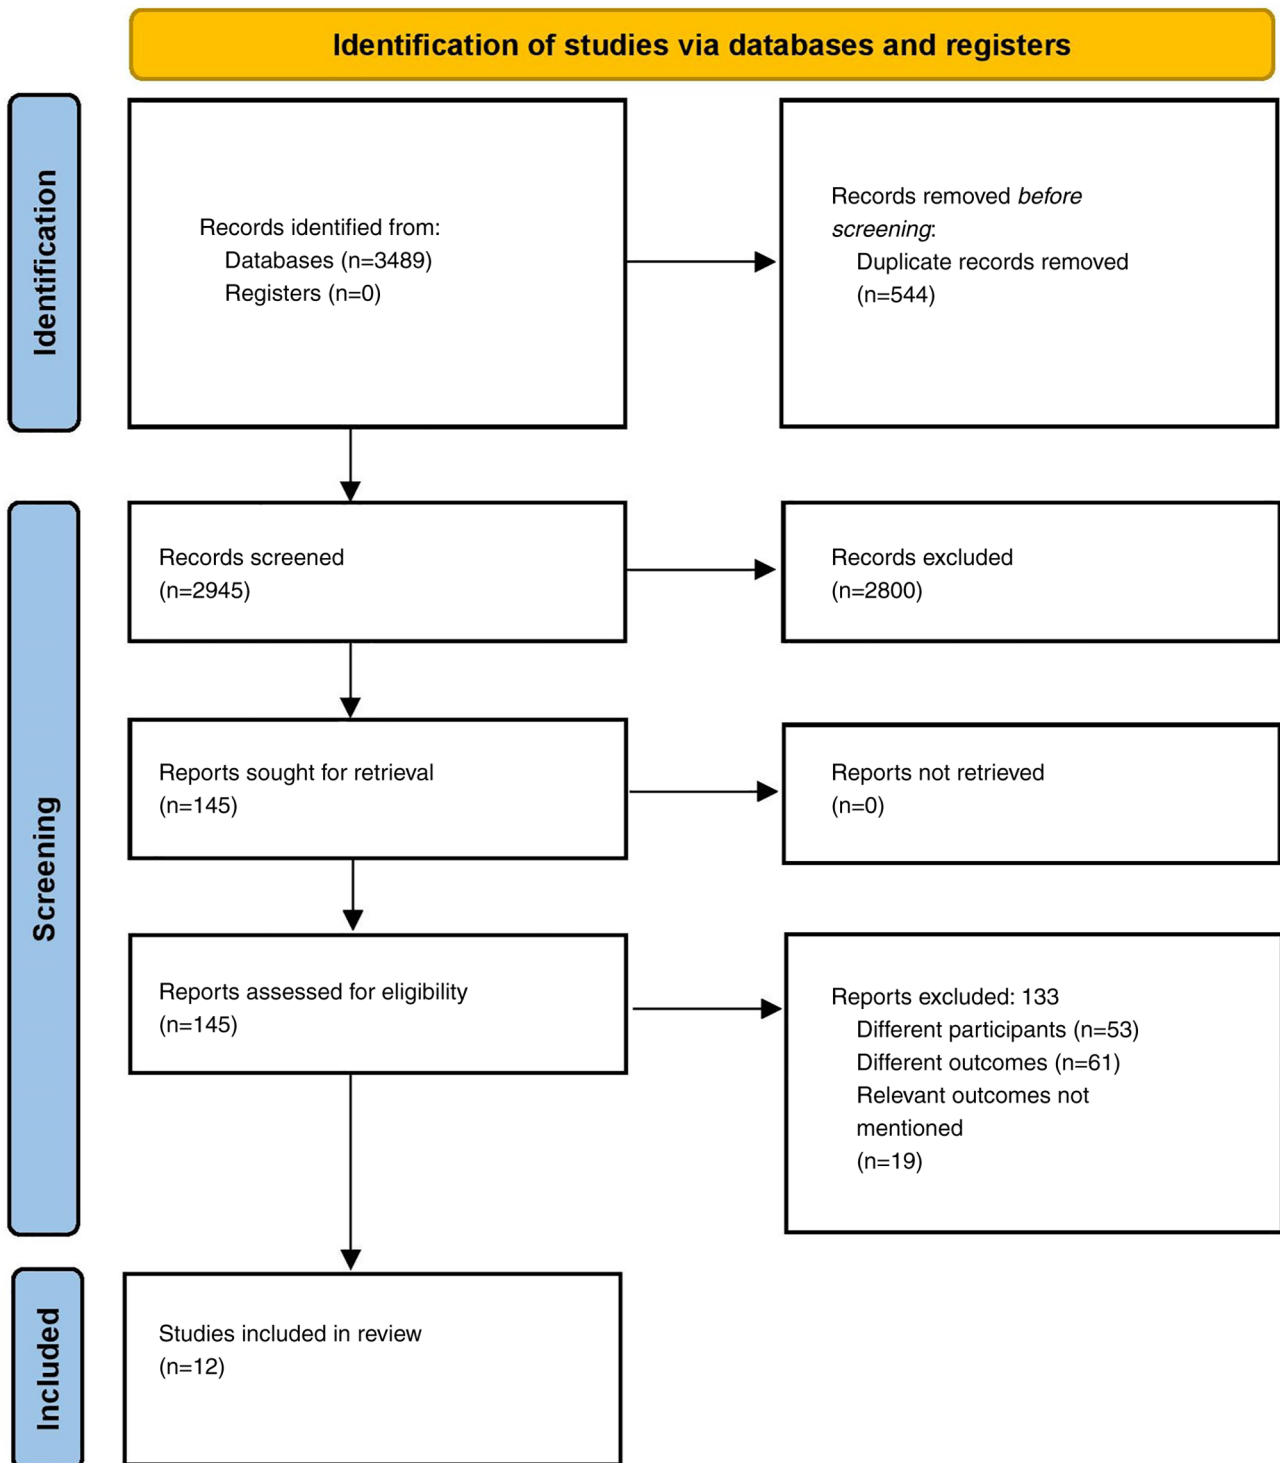 Identification of studies via databases and registers
Identification
Records identified from:
Databases (n=3489)
Registers (n=0)
Records removed before
screening:
Duplicate records removed
(n=544)
Screening
Records screened
(n=2945)
Records excluded
(n=2800)
Reports sought for retrieval
(n=145)
Reports not retrieved
(n=0)
Reports assessed for eligibility
(n=145)
Reports excluded: 133
Different participants (n=53)
Different outcomes (n=61)
Relevant outcomes not
mentioned
(n=19)
Included
Studies included in review
(n=12)